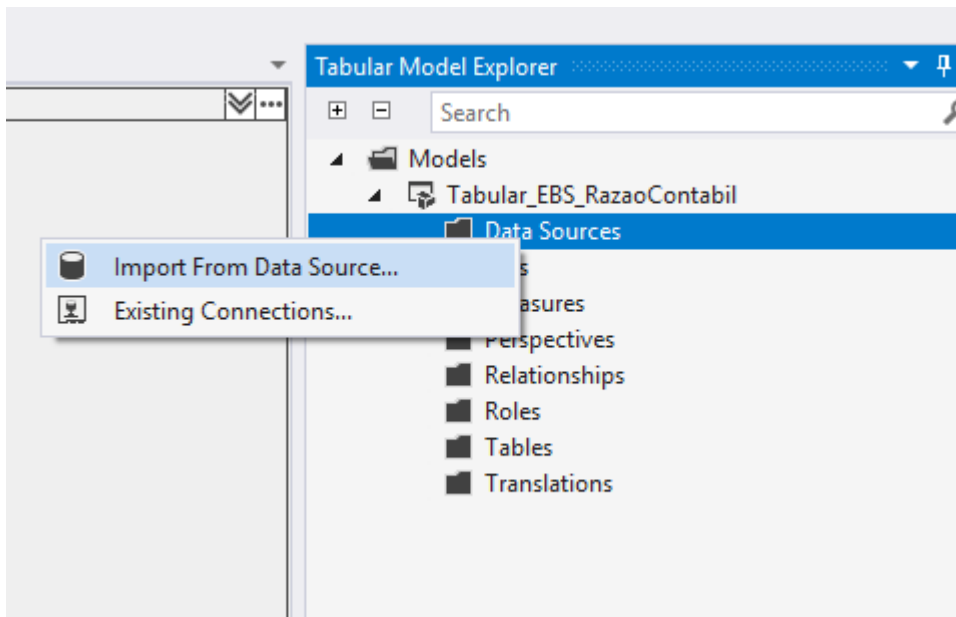 Tabular Model Explorer
Search
Models
Tabular_EBS_RazaoContabil
Data Sources
Import From Data Source...
Existing Connections...
Perspectives
Relationships
Roles
Tables
Translations